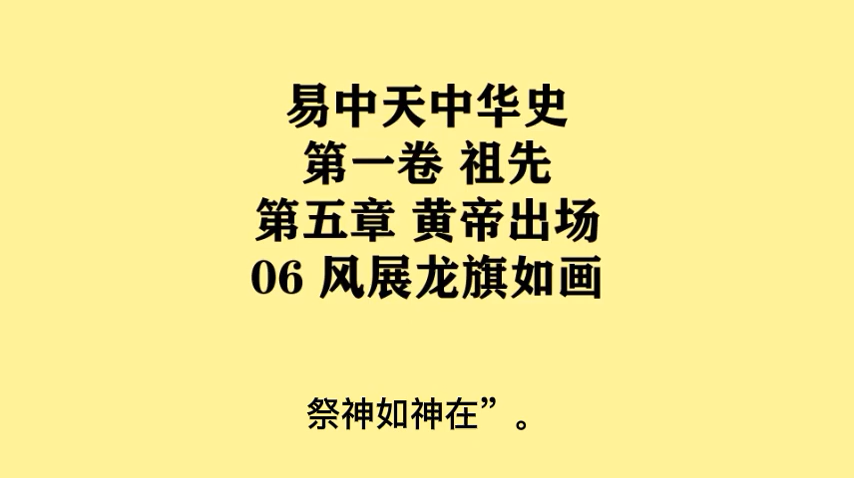 易中天中华史
第一卷 祖先
第五章 黄帝出场
06 风展龙旗如画
祭神如神在”。